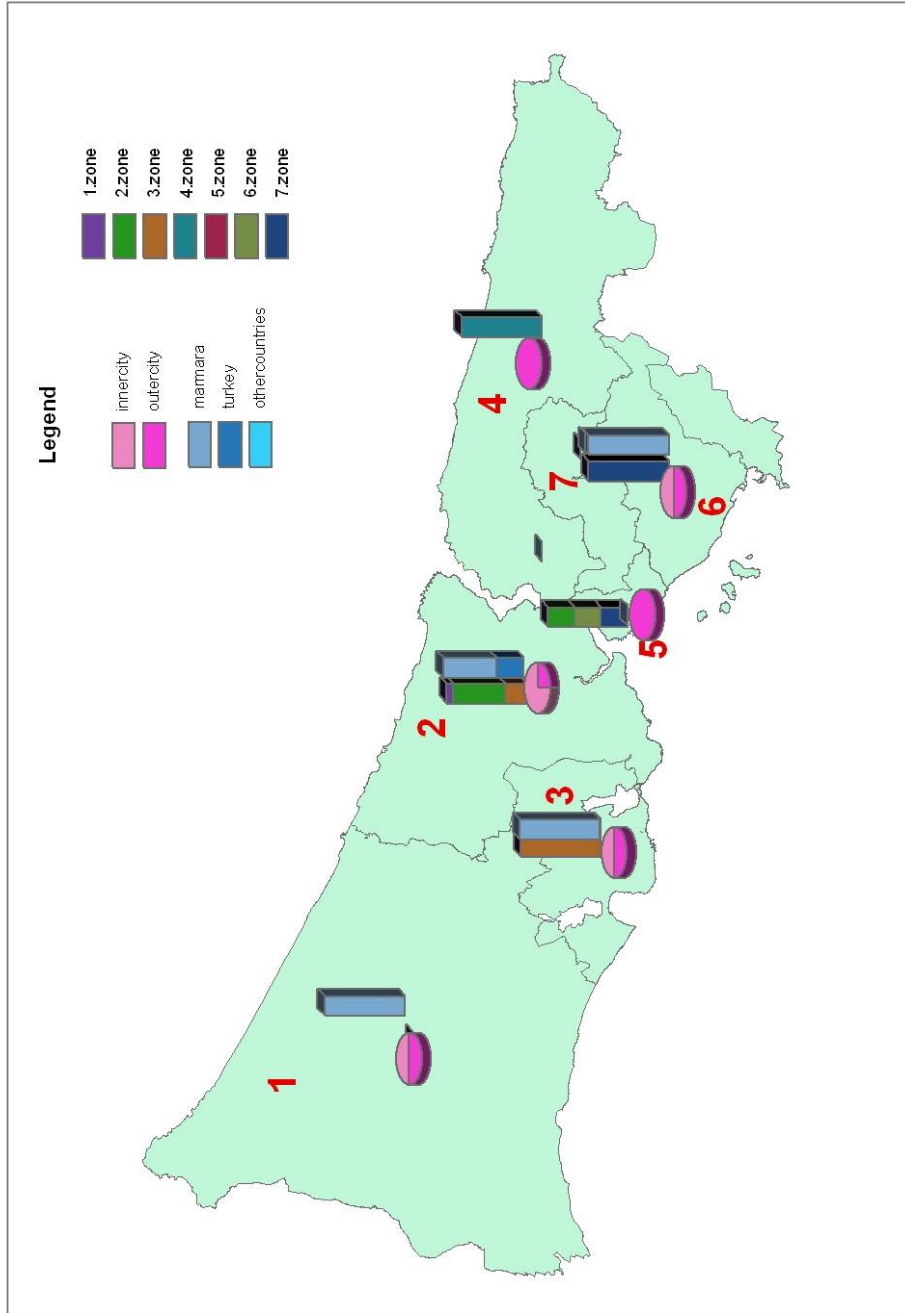 Legend
innercity
outercity
marmara
turkey
othercountries
1.zone
2.zone
3.zone
4.zone
5.zone
6.zone
7.zone
1
2
3
4
5
6
7